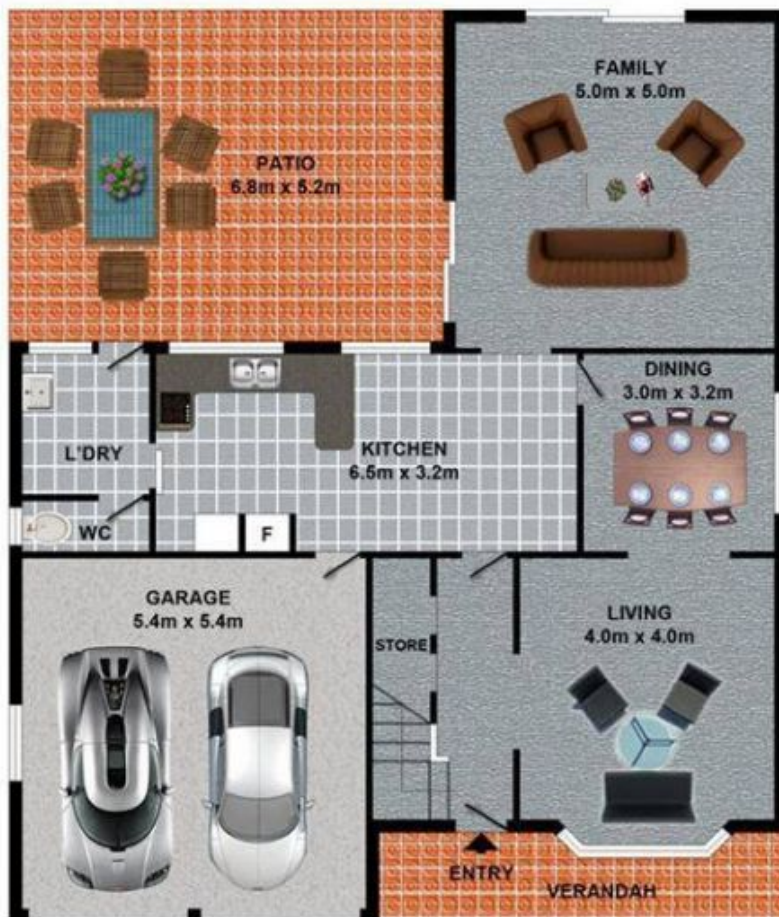 FAMILY
5.0m x 5.0m
PATIO
6.8m x 5.2m
DINING
3.0m x 3.2m
L'DRY
KITCHEN
6.5m x 3.2m
WC
F
GARAGE
5.4m x 5.4m
STORE
LIVING
4.0m x 4.0m
ENTRY
VERANDAH